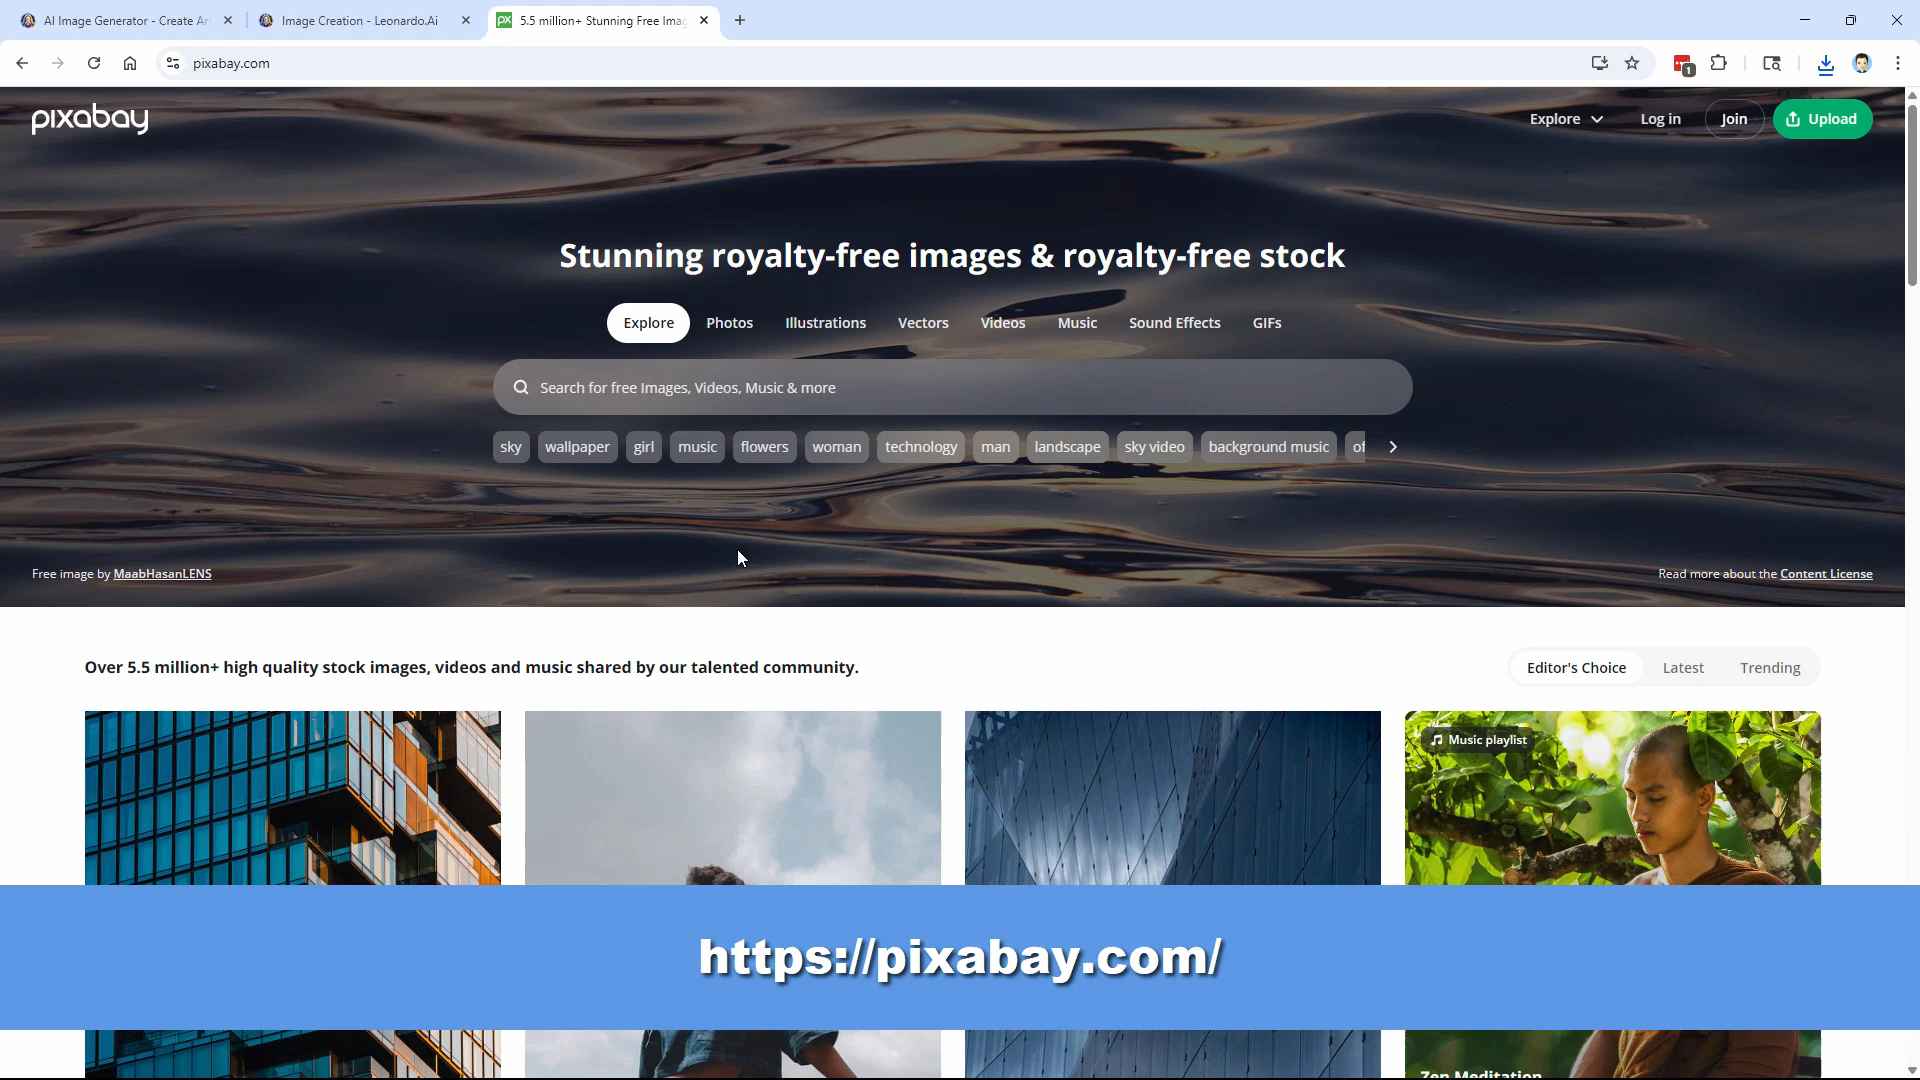 AI Image Generator - Create Ar
Image Creation - Leonardo.Ai
5.5 million+ Stunning Free Imag
pixabay.com
1
pixabay
Explore
Log in
Join
Upload
Stunning royalty-free images & royalty-free stock
Explore
Photos
Illustrations
Vectors
Videos
Music
Sound Effects
GIFs
Search for free Images, Videos, Music & more
sky
wallpaper
girl
music
flowers
woman
technology
man
landscape
sky video
background music
of
Free image by MaabHasanLENS
Read more about the Content License
Over 5.5 million+ high quality stock images, videos and music shared by our talented community.
Editor's Choice
Latest
Trending
Music playlist
https://pixabay.com/
Zen Meditation